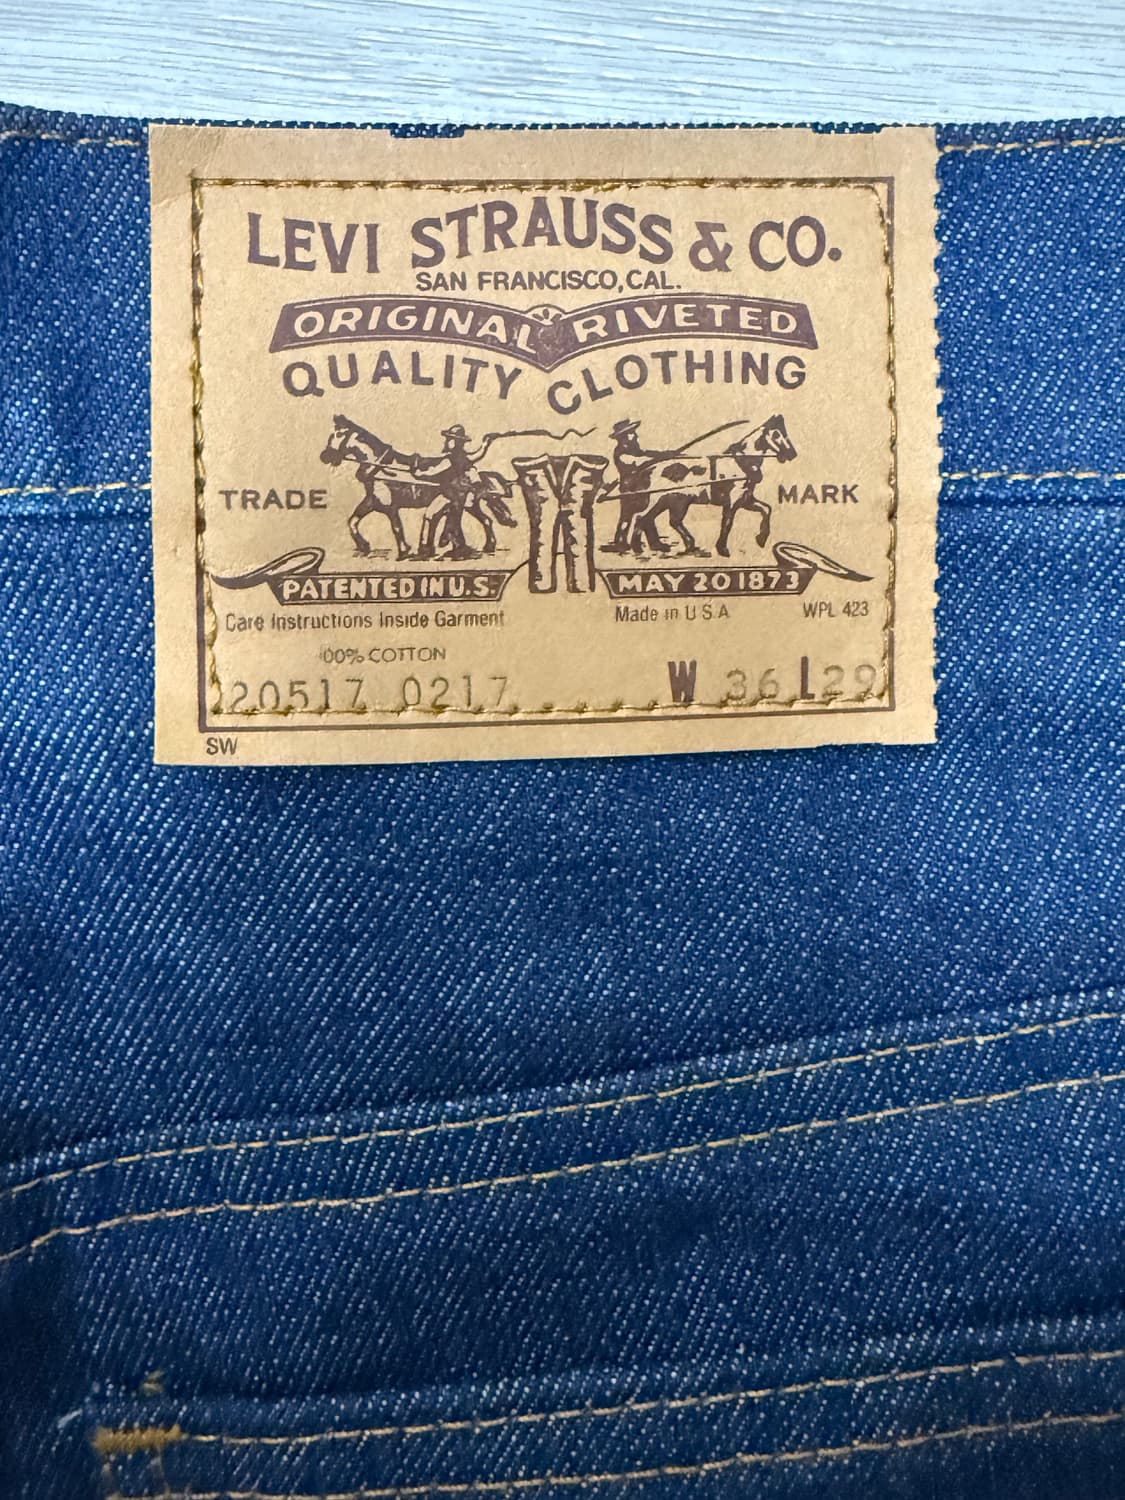 LEVI STRAUSS & CO.
SAN FRANCISCO, CAL.
ORIGINAL RIVETED
QUALITY CLOTHING
TRADE MARK
PATENTED IN U.S. MAY 20 1873
Care Instructions Inside Garment Made in U S A WPL 423
100% COTTON
20517 0217 W 36 L 29
SW